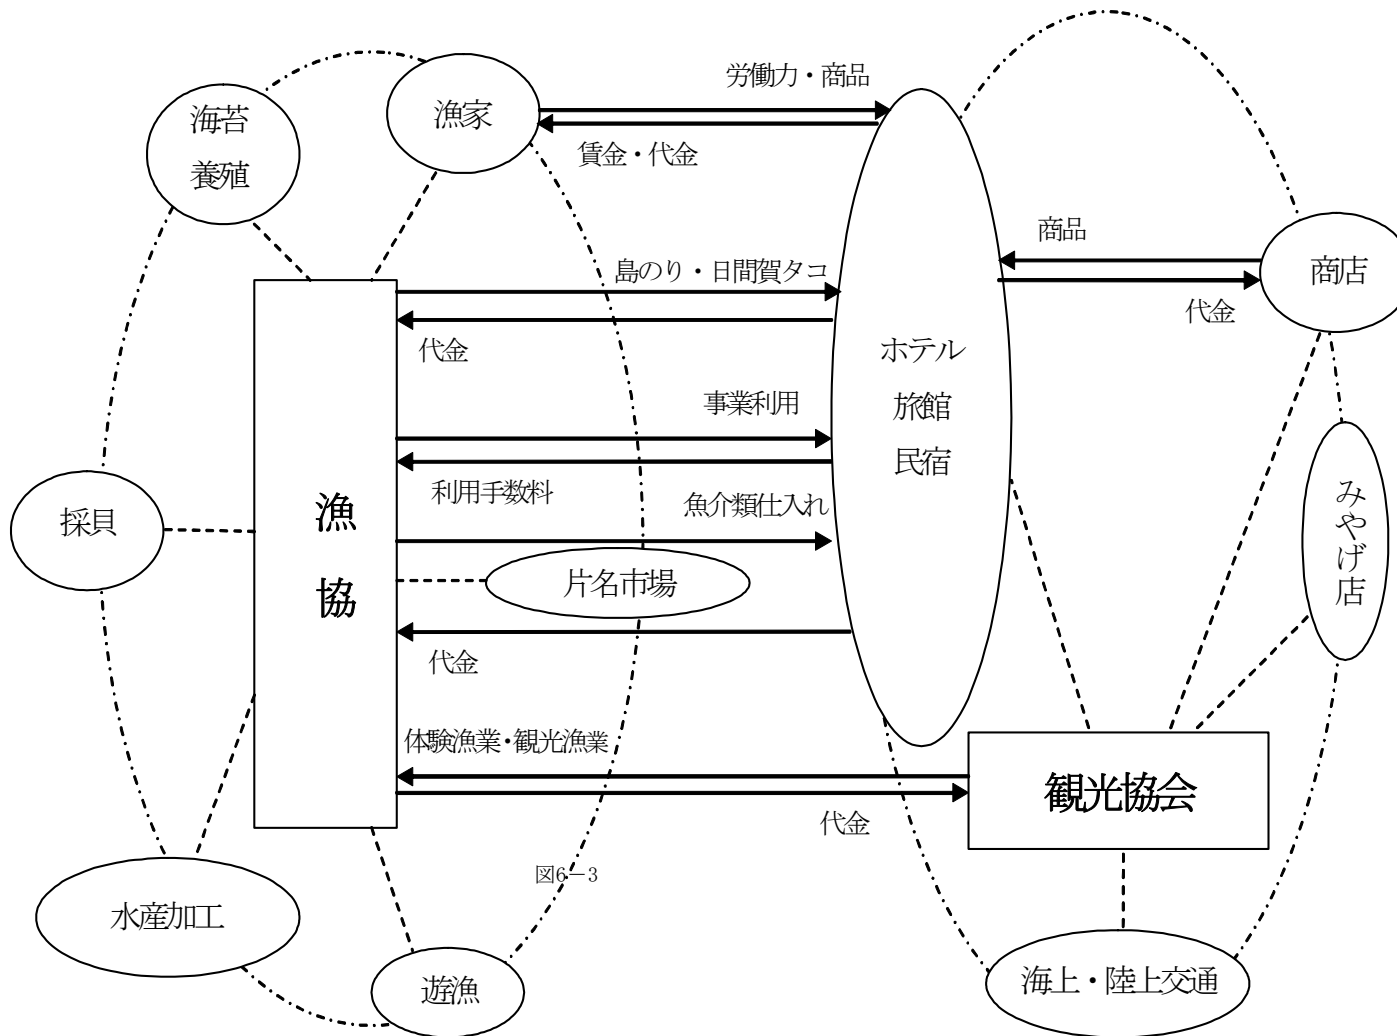 労働力・商品
漁家
海苔
養殖
賃金・代金
商品
商店
島のり・日間賀タコ
代金
代金
ホテル
旅館
民宿
事業利用
利用手数料
魚介類仕入れ
みやげ店
採貝
漁協
片名市場
代金
体験漁業・観光漁業
観光協会
代金
図6－3
水産加工
遊漁
海上・陸上交通